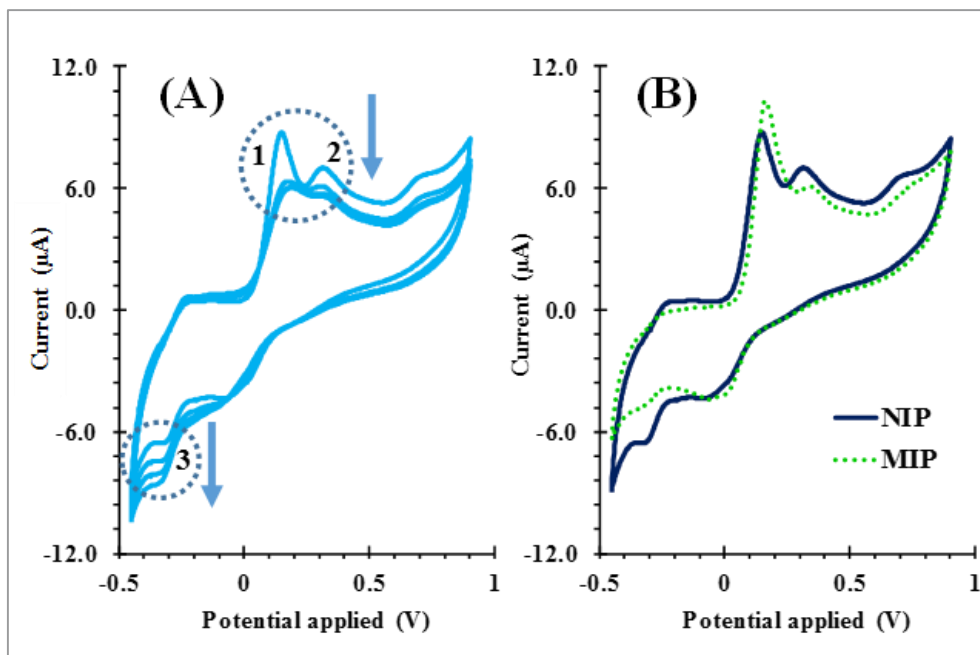 (A)
12.0
6.0
0.0
-6.0
-12.0
-0.5
0
0.5
1
Current (µA)
Potential applied (V)
1
2
3
(B)
12.0
6.0
0.0
-6.0
-12.0
-0.5
0
0.5
1
Current (µA)
Potential applied (V)
NIP
MIP